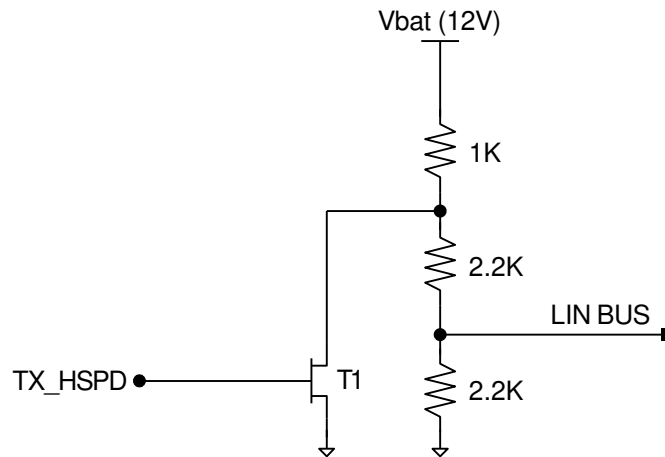 Vbat (12V)
1K
2.2K
LIN BUS
TX_HSPD
T1
2.2K